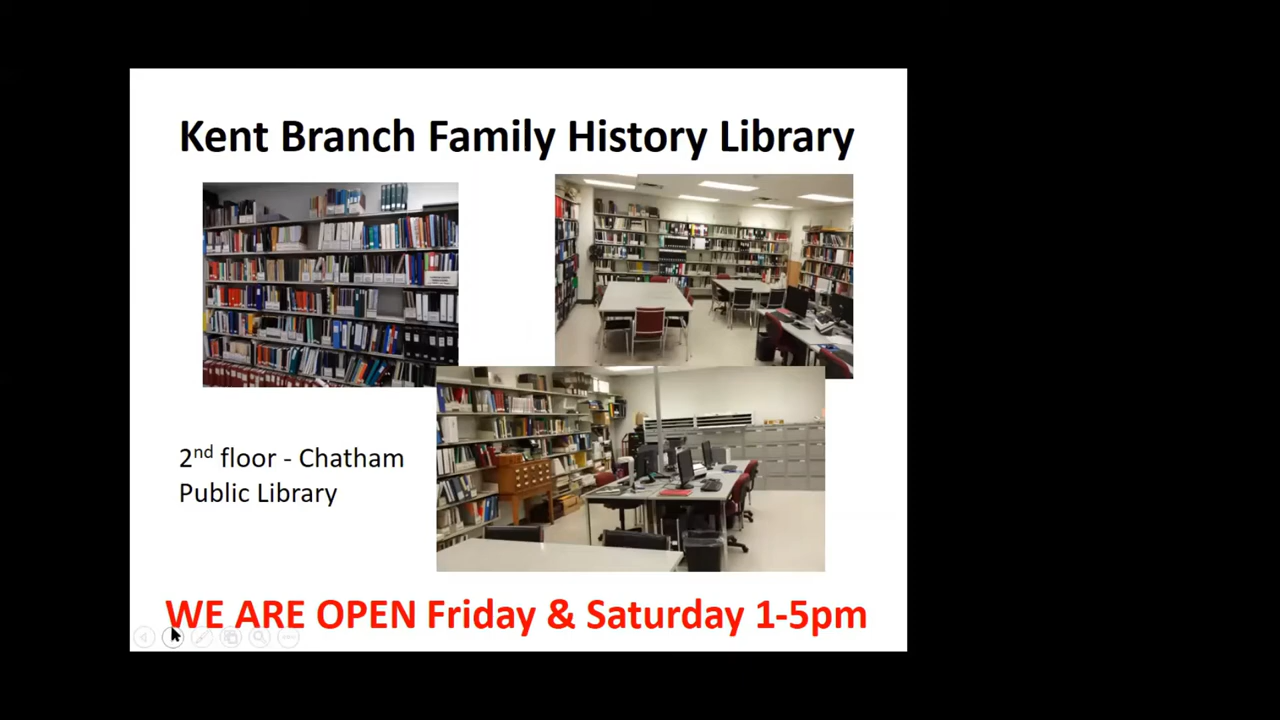 Kent Branch Family History Library
2nd floor - Chatham
Public Library
WE ARE OPEN Friday & Saturday 1-5pm